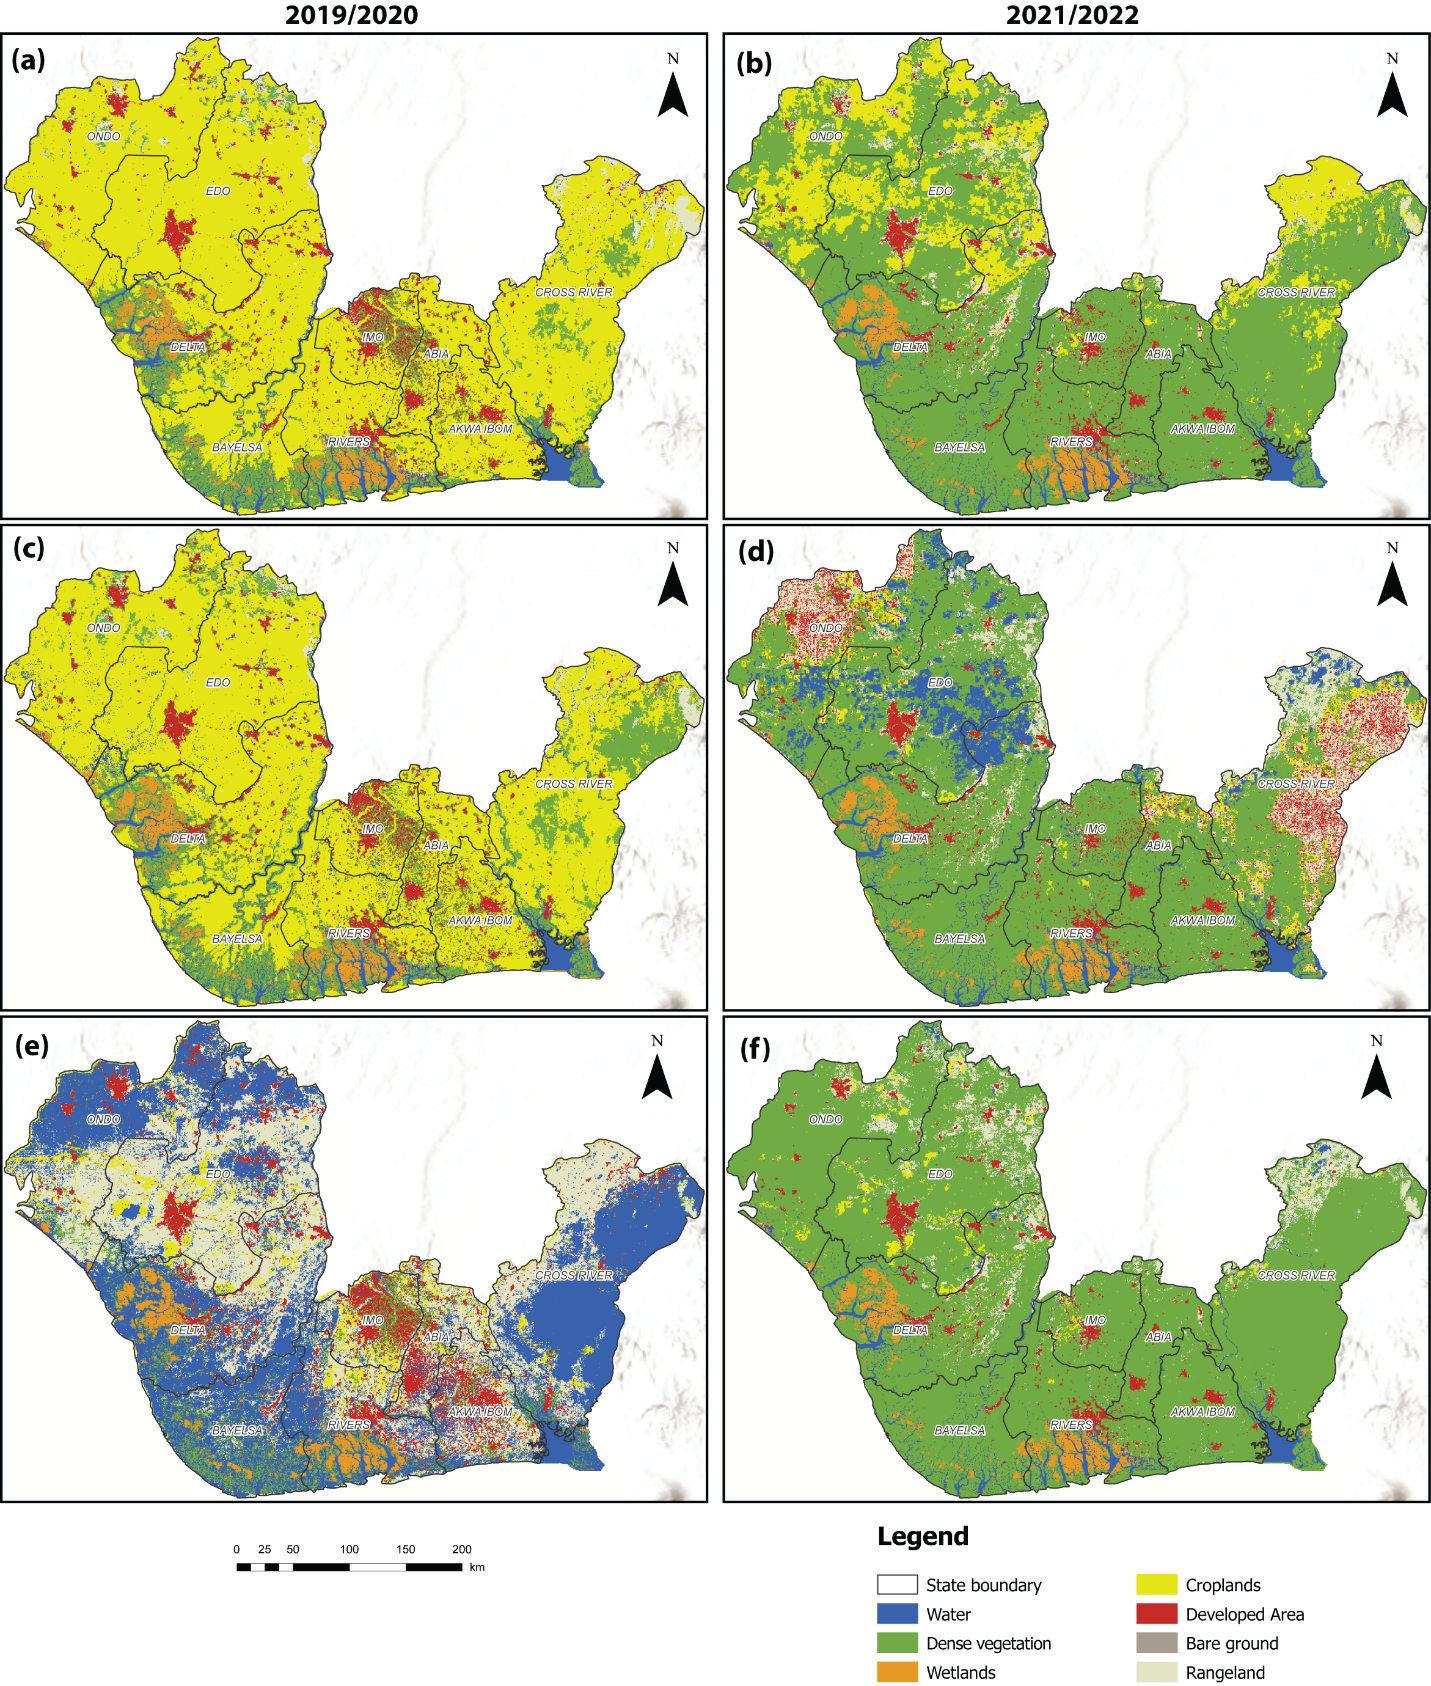 2019/2020 2021/2022
(a) N
ONDO
EDO
CROSS RIVER
IMO
DELTA ABIA
AKWA IBOM
RIVERS
BAYELSA
(b) N
ONDO
EDO
CROSS RIVER
IMO
DELTA ABIA
AKWA IBOM
RIVERS
BAYELSA
(c) N
ONDO
EDO
CROSS RIVER
IMO
DELTA ABIA
AKWA IBOM
RIVERS
BAYELSA
(d) N
ONDO
EDO
CROSS RIVER
IMO
DELTA ABIA
AKWA IBOM
RIVERS
BAYELSA
(e) N
ONDO
EDO
CROSS RIVER
IMO
DELTA ABIA
AKWA IBOM
RIVERS
BAYELSA
(f) N
ONDO
EDO
CROSS RIVER
IMO
DELTA ABIA
AKWA IBOM
RIVERS
BAYELSA
0 25 50 100 150 200
km
Legend
State boundary
Water
Dense vegetation
Wetlands
Croplands
Developed Area
Bare ground
Rangeland